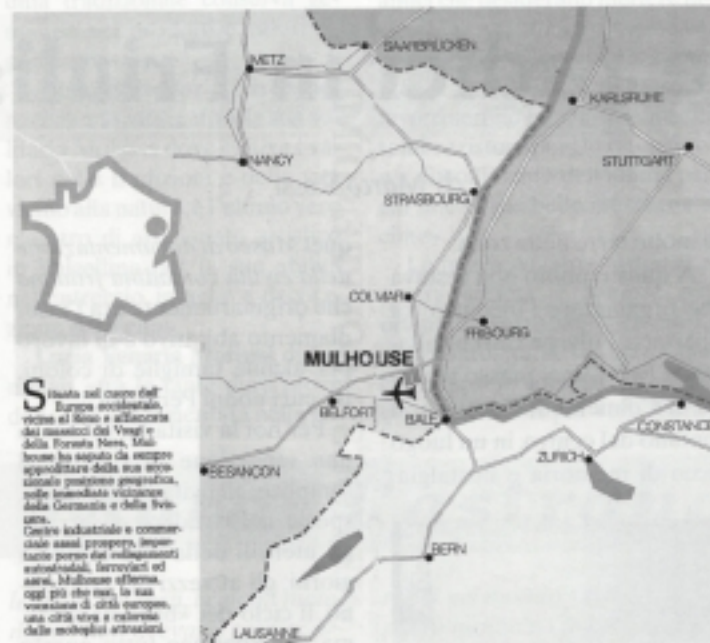 METZ
SAARBRÜCKEN
KARLSRUHE
NANCY
STUTTGART
STRASBOURG
COLMAR
FRIBOURG
MULHOUSE
BELFORT
BALE
CONSTANCE
BESANCON
ZURICH
BERN
LAUSANNE
Situata nel cuore dell'
Europa occidentale,
vicina al Reno e affiancata
dai massicci dei Vosgi e
della Foresta Nera, Mul-
house ha saputo da sempre
approfittare della sua ecce-
zionale posizione geografica,
nelle immediate vicinanze
della Germania e della Sviz-
zera.
Centro industriale e commer-
ciale assai prospero, impor-
tante perno dei collegamenti
autostradali, ferroviari ed
aerei, Mulhouse afferma,
oggi più che mai, la sua
vocazione di città europea,
una città viva e calorosa
dalle molteplici attrazioni.